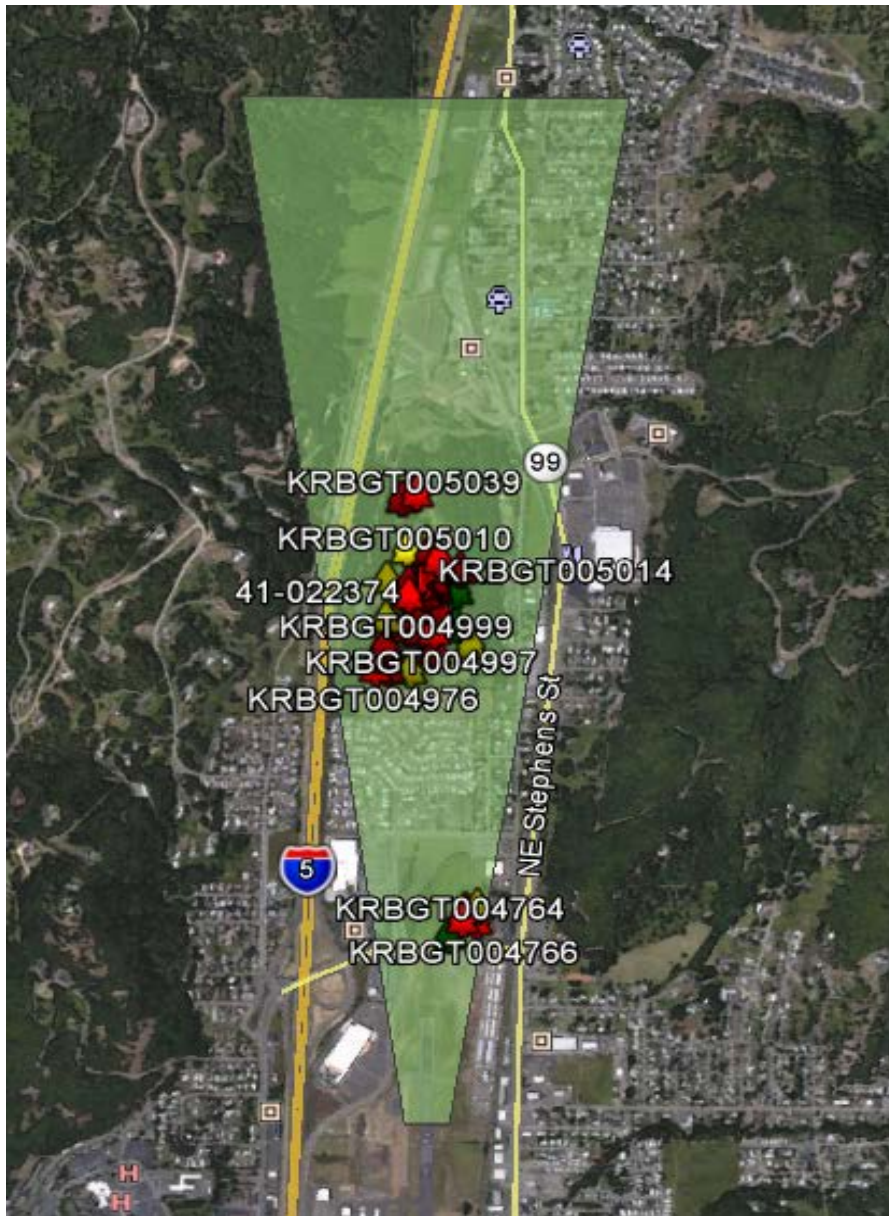 99
KRBGT005039
KRBGT005010
KRBGT005014
41-022374
KRBGT004999
KRBGT004997
KRBGT004976
NE Stephens St
5
KRBGT004764
KRBGT004766
H
H